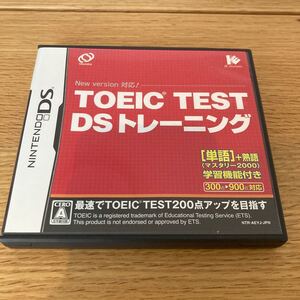 New version 対応!
TOEIC® TEST
DSトレーニング
[単語]+熟語
(マスタリー2000)
学習機能付き
300点→900点対応
最速でTOEIC® TEST200点アップを目指す
TOEIC is a registered trademark of Educational Testing Service (ETS).
This product is not endorsed or approved by ETS.
NTR-AEYJ-JPN
CERO
A
NINTENDO DS